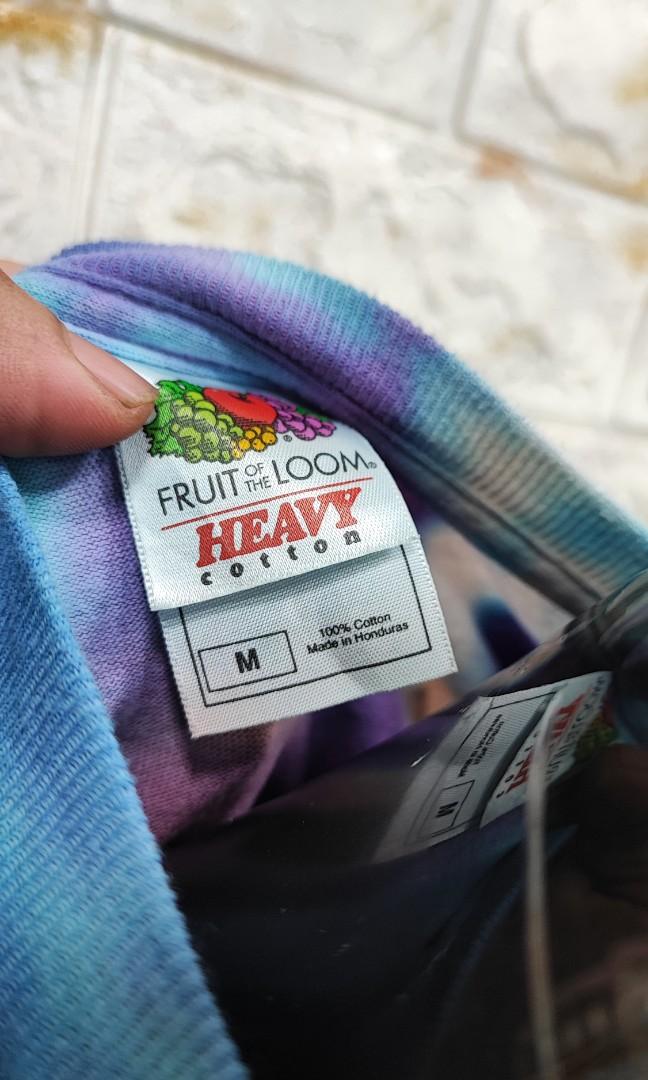 FRUIT OF THE LOOM®
HEAVY
cotton
M
100% Cotton
Made in Honduras